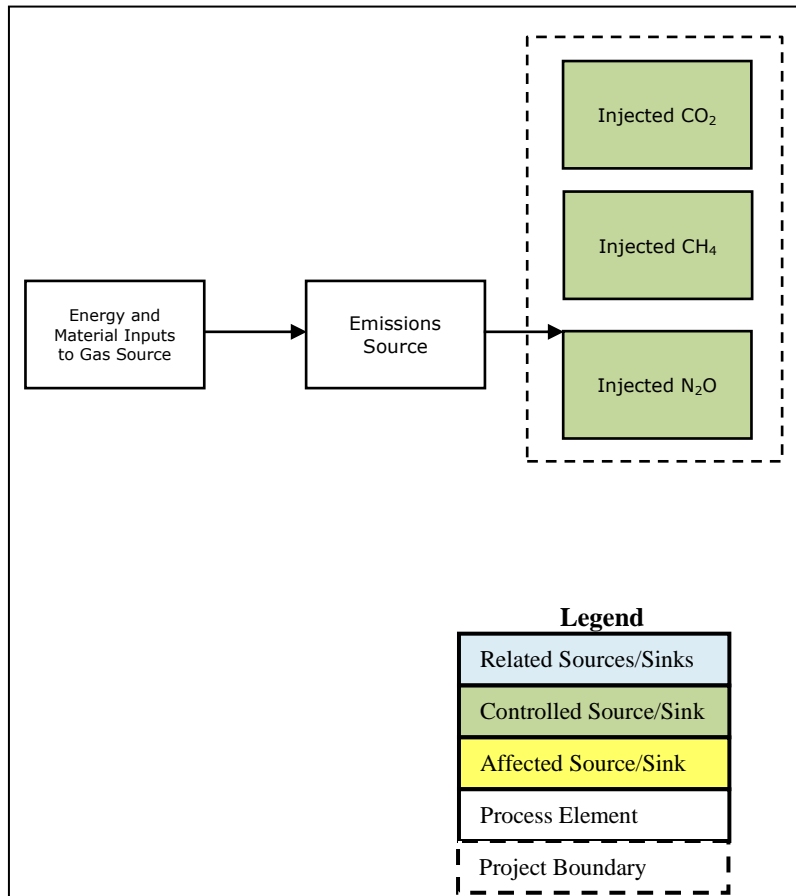 Injected CO₂
Injected CH₄
Energy and
Material Inputs
to Gas Source
Emissions
Source
Injected N₂O
Legend
Related Sources/Sinks
Controlled Source/Sink
Affected Source/Sink
Process Element
Project Boundary